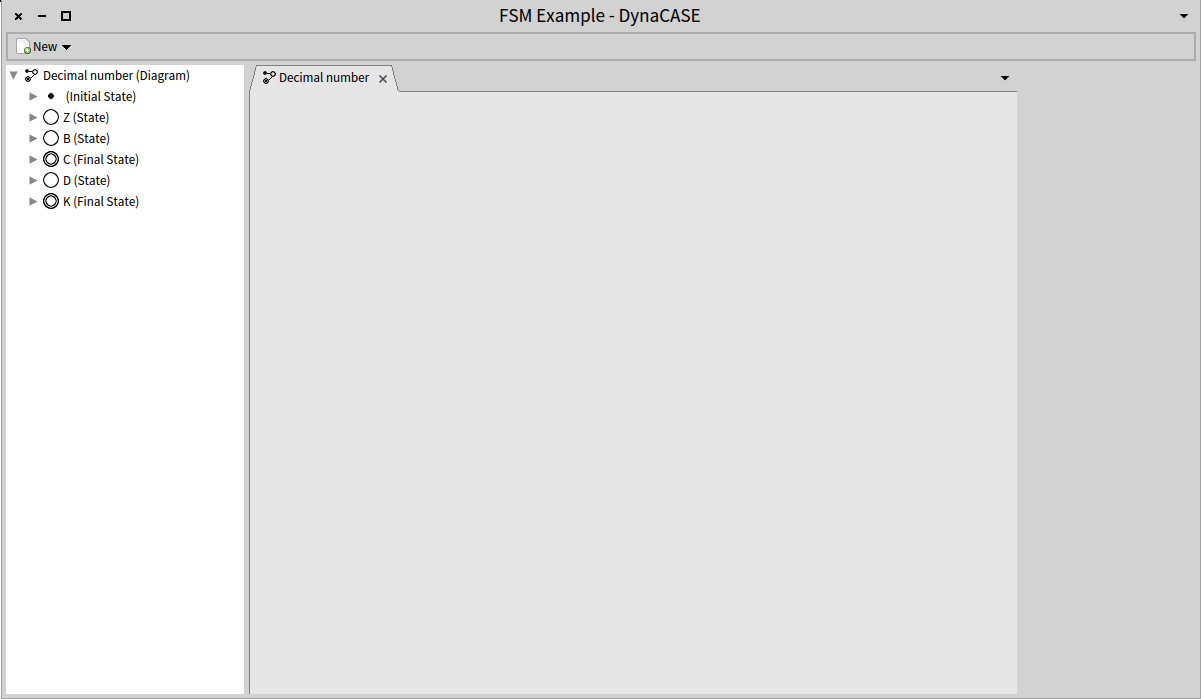 FSM Example - DynaCASE
New
Decimal number (Diagram)
(Initial State)
Z (State)
B (State)
C (Final State)
D (State)
K (Final State)
Decimal number